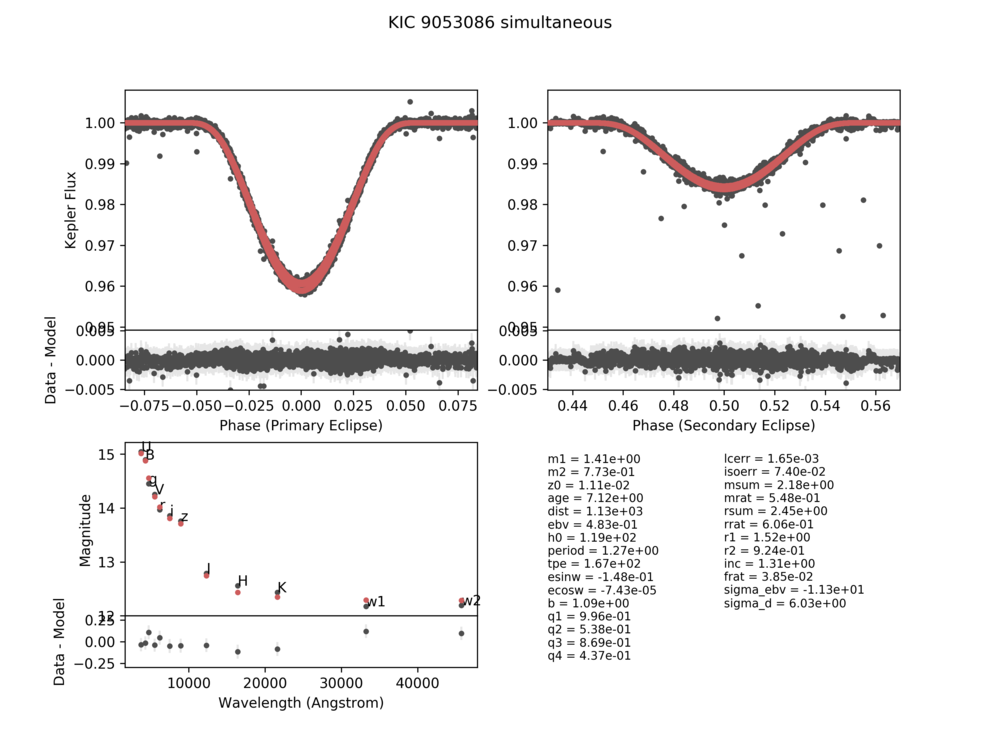 KIC 9053086 simultaneous
1.00
0.99
0.98
0.97
0.96
0.95
Kepler Flux
0.005
0.000
−0.005
Data - Model
−0.075 −0.050 −0.025 0.000 0.025 0.050 0.075
Phase (Primary Eclipse)
1.00
0.99
0.98
0.97
0.96
0.95
0.005
0.000
−0.005
0.44 0.46 0.48 0.50 0.52 0.54 0.56
Phase (Secondary Eclipse)
15
14
13
12
Magnitude
U
B
g
V
r
i
z
J
H
K
w1
w2
0.25
0.00
−0.25
Data - Model
10000 20000 30000 40000
Wavelength (Angstrom)
m1 = 1.41e+00
m2 = 7.73e-01
z0 = 1.11e-02
age = 7.12e+00
dist = 1.13e+03
ebv = 4.83e-01
h0 = 1.19e+02
period = 1.27e+00
tpe = 1.67e+02
esinw = -1.48e-01
ecosw = -7.43e-05
b = 1.09e+00
q1 = 9.96e-01
q2 = 5.38e-01
q3 = 8.69e-01
q4 = 4.37e-01
lcerr = 1.65e-03
isoerr = 7.40e-02
msum = 2.18e+00
mrat = 5.48e-01
rsum = 2.45e+00
rrat = 6.06e-01
r1 = 1.52e+00
r2 = 9.24e-01
inc = 1.31e+00
frat = 3.85e-02
sigma_ebv = -1.13e+01
sigma_d = 6.03e+00